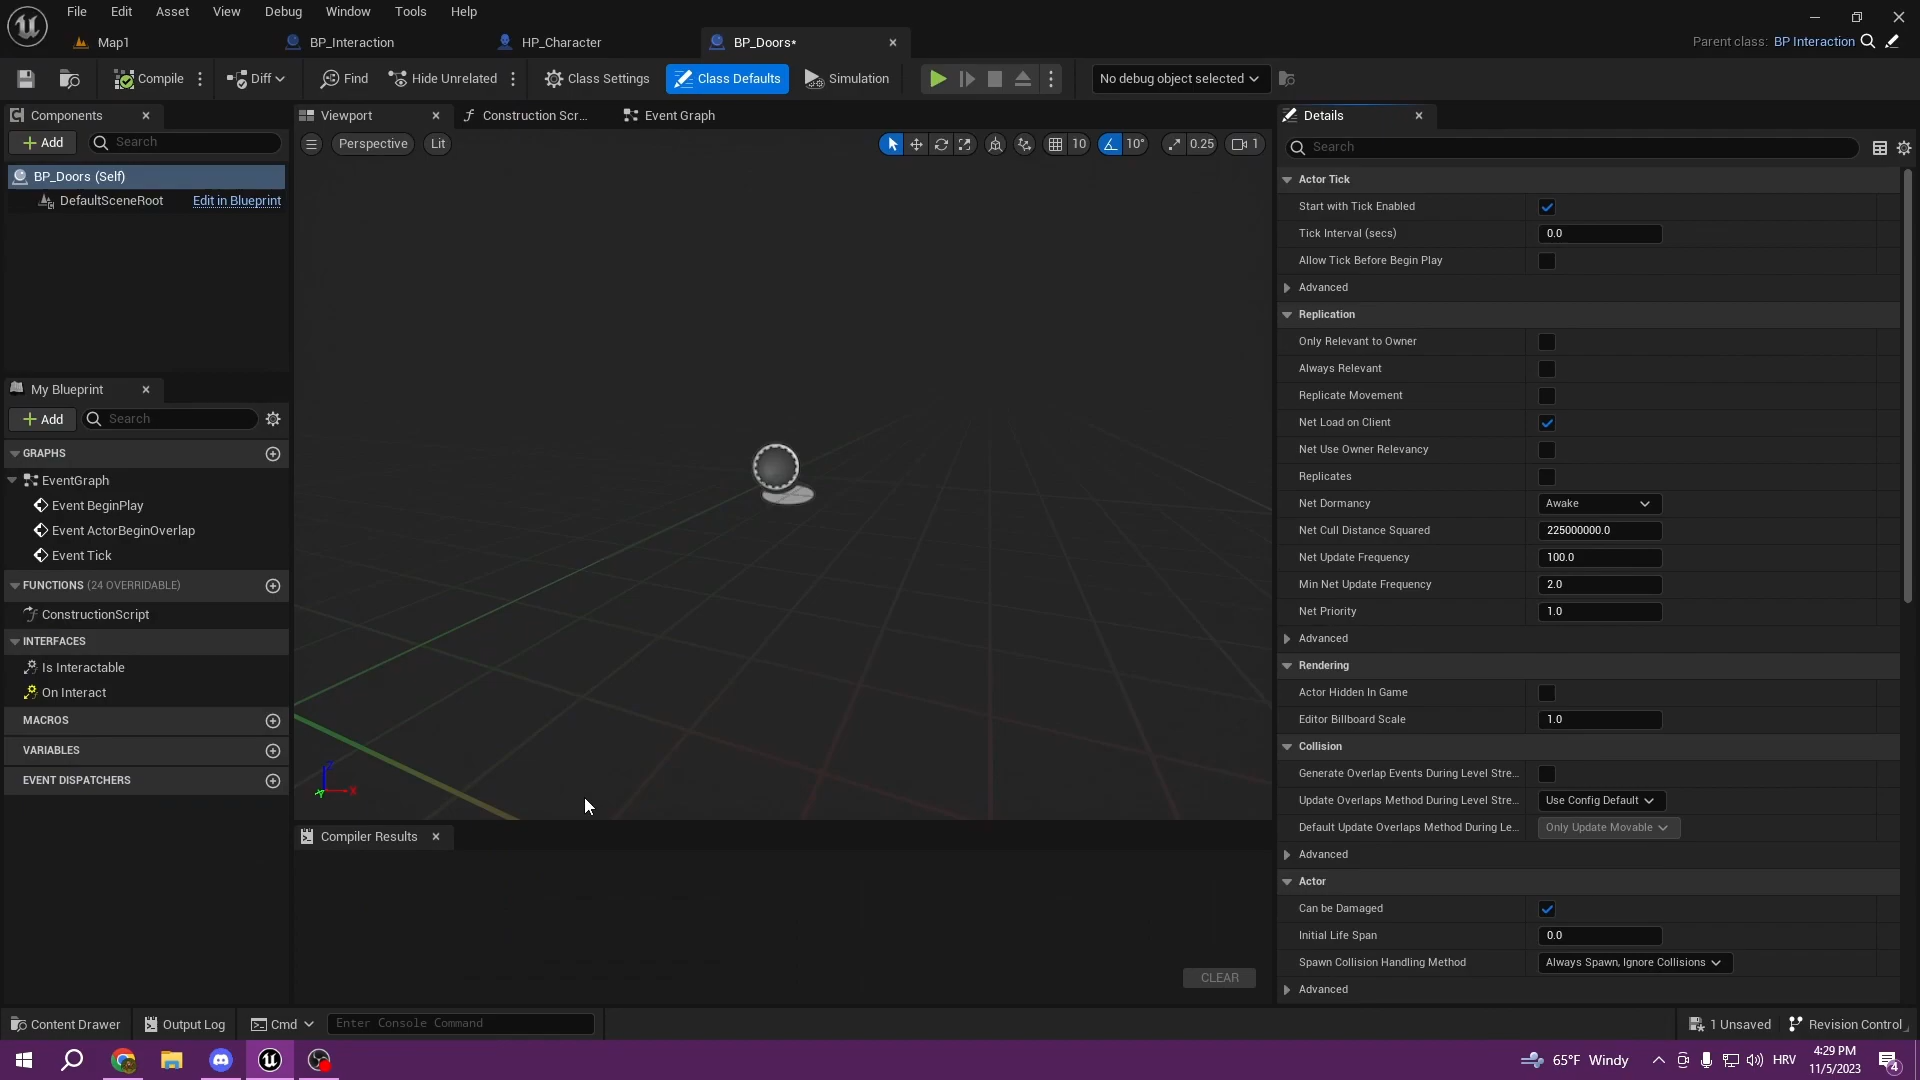 File Edit Asset View Debug Window Tools Help
Map1 BP_Interaction HP_Character BP_Doors*
Parent class: BP Interaction
Compile Diff Find Hide Unrelated Class Settings Class Defaults Simulation No debug object selected
Components
Add Search
BP_Doors (Self)
DefaultSceneRoot Edit in Blueprint
My Blueprint
Add Search
GRAPHS
EventGraph
Event BeginPlay
Event ActorBeginOverlap
Event Tick
FUNCTIONS (24 OVERRIDABLE)
ConstructionScript
INTERFACES
Is Interactable
On Interact
MACROS
VARIABLES
EVENT DISPATCHERS
Viewport Construction Scr... Event Graph
Perspective Lit 10 10° 0.25 1
X
Compiler Results
CLEAR
Details
Search
Actor Tick
Start with Tick Enabled
Tick Interval (secs) 0.0
Allow Tick Before Begin Play
Advanced
Replication
Only Relevant to Owner
Always Relevant
Replicate Movement
Net Load on Client
Net Use Owner Relevancy
Replicates
Net Dormancy Awake
Net Cull Distance Squared 225000000.0
Net Update Frequency 100.0
Min Net Update Frequency 2.0
Net Priority 1.0
Advanced
Rendering
Actor Hidden In Game
Editor Billboard Scale 1.0
Collision
Generate Overlap Events During Level Stre...
Update Overlaps Method During Level Stre... Use Config Default
Default Update Overlaps Method During Le... Only Update Movable
Advanced
Actor
Can be Damaged
Initial Life Span 0.0
Spawn Collision Handling Method Always Spawn, Ignore Collisions
Advanced
Content Drawer Output Log Cmd Enter Console Command 1 Unsaved Revision Control
65°F Windy HRV 4:29 PM
11/5/2023 4